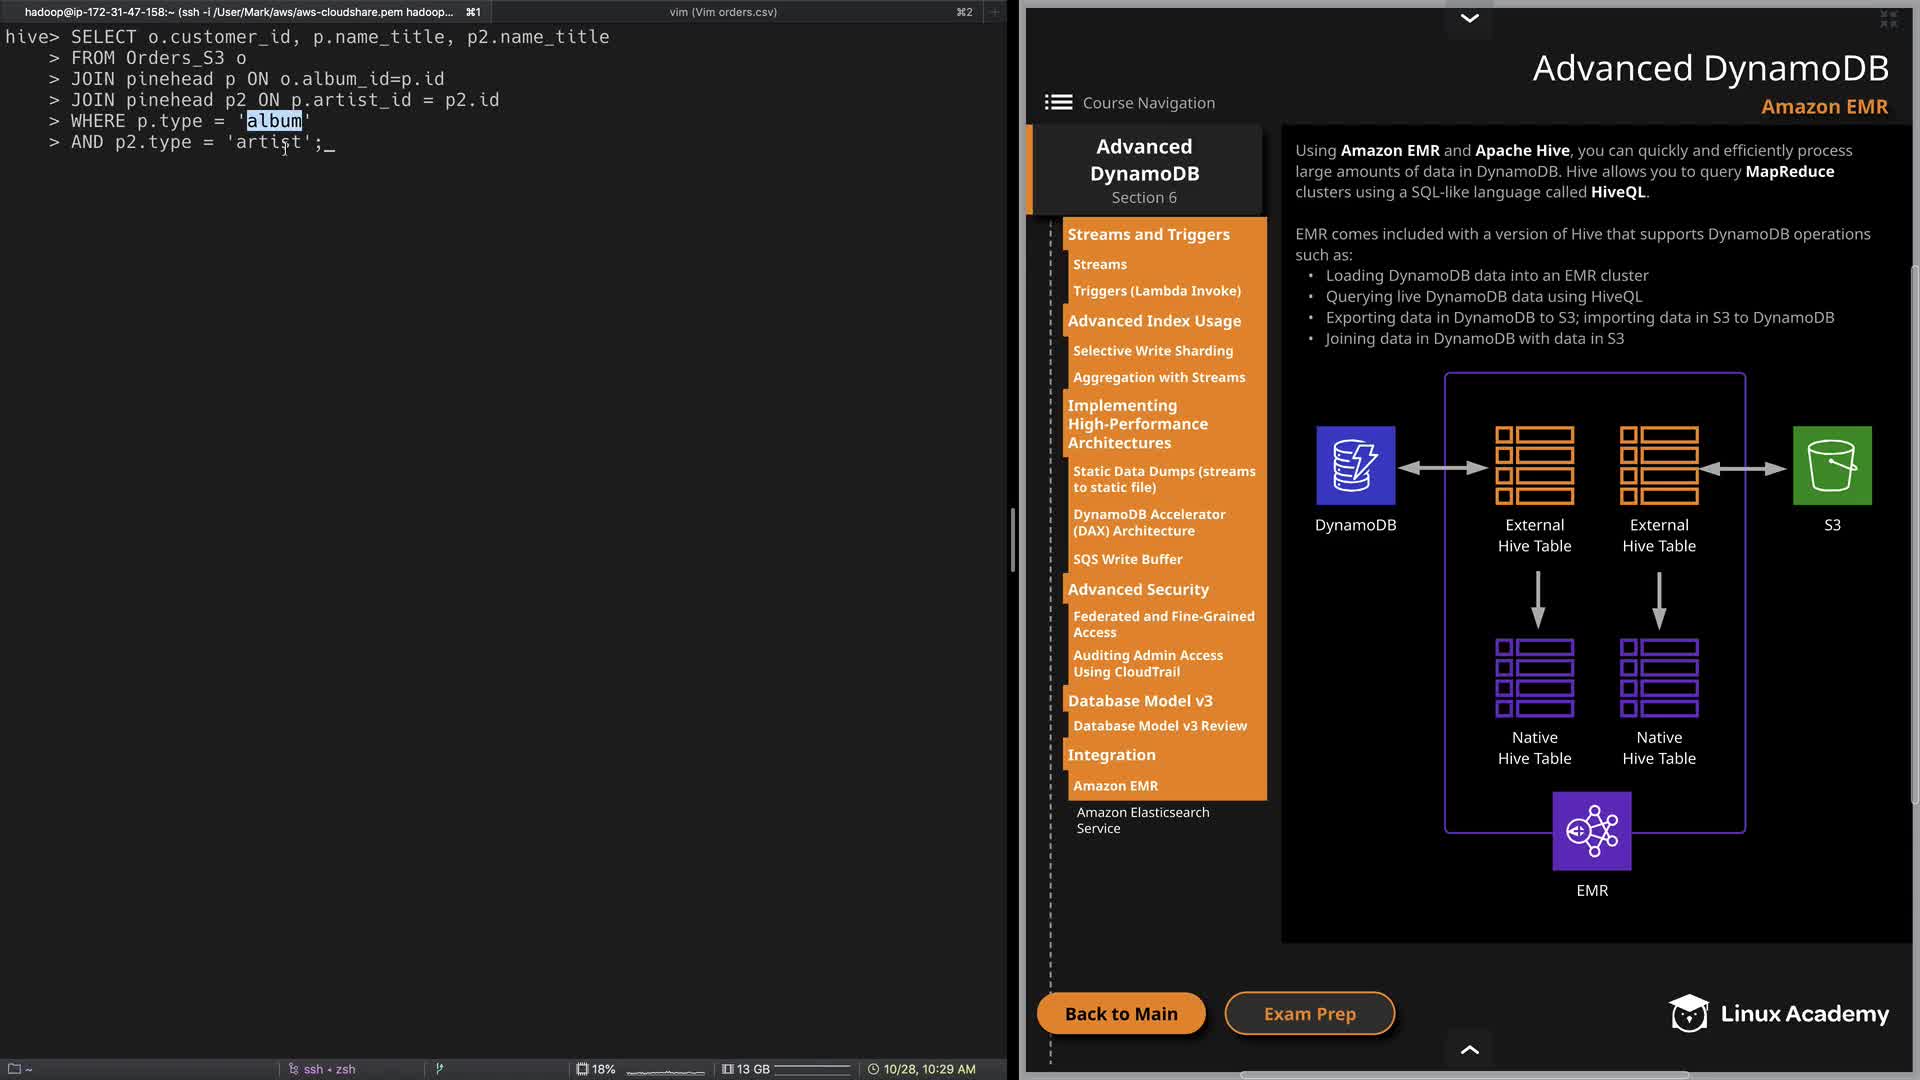 hadoop@ip-172-31-47-158:~ (ssh -i /User/Mark/aws/aws-cloudshare.pem hadoop... ⌘1
vim (Vim orders.csv) ⌘2
hive> SELECT o.customer_id, p.name_title, p2.name_title
> FROM Orders_S3 o
> JOIN pinehead p ON o.album_id=p.id
> JOIN pinehead p2 ON p.artist_id = p2.id
> WHERE p.type = 'album'
> AND p2.type = 'artist';_
~
ssh • zsh
18%
13 GB
10/28, 10:29 AM
Advanced DynamoDB
Amazon EMR
Course Navigation
Advanced
DynamoDB
Section 6
Streams and Triggers
Streams
Triggers (Lambda Invoke)
Advanced Index Usage
Selective Write Sharding
Aggregation with Streams
Implementing
High-Performance
Architectures
Static Data Dumps (streams
to static file)
DynamoDB Accelerator
(DAX) Architecture
SQS Write Buffer
Advanced Security
Federated and Fine-Grained
Access
Auditing Admin Access
Using CloudTrail
Database Model v3
Database Model v3 Review
Integration
Amazon EMR
Amazon Elasticsearch
Service
Using Amazon EMR and Apache Hive, you can quickly and efficiently process
large amounts of data in DynamoDB. Hive allows you to query MapReduce
clusters using a SQL-like language called HiveQL.
EMR comes included with a version of Hive that supports DynamoDB operations
such as:
• Loading DynamoDB data into an EMR cluster
• Querying live DynamoDB data using HiveQL
• Exporting data in DynamoDB to S3; importing data in S3 to DynamoDB
• Joining data in DynamoDB with data in S3
DynamoDB
External
Hive Table
External
Hive Table
S3
Native
Hive Table
Native
Hive Table
EMR
Back to Main
Exam Prep
Linux Academy